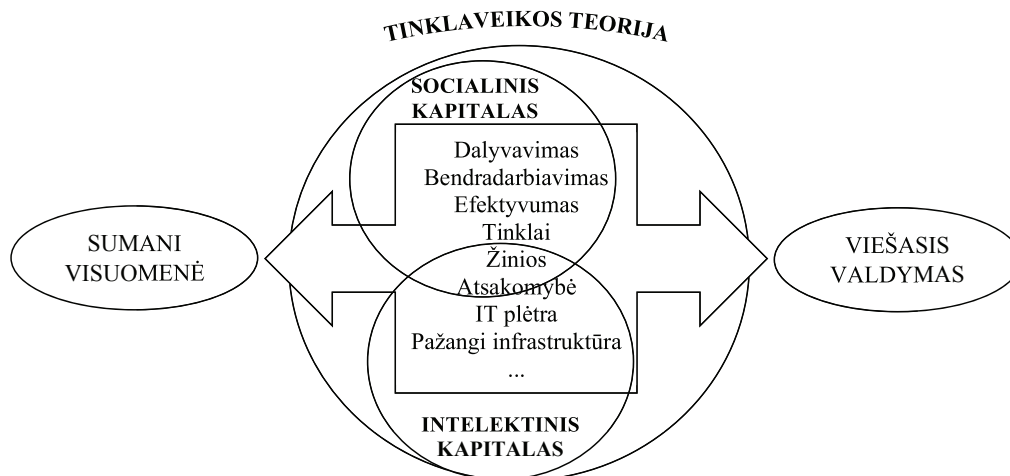 TINKLAVEIKOS TEORIJA
SOCIALINIS
KAPITALAS
Dalyvavimas
Bendradarbiavimas
Efektyvumas
Tinklai
Žinios
Atsakomybė
IT plėtra
Pažangi infrastruktūra
...
INTELEKTINIS
KAPITALAS
SUMANI
VISUOMENĖ
VIEŠASIS
VALDYMAS